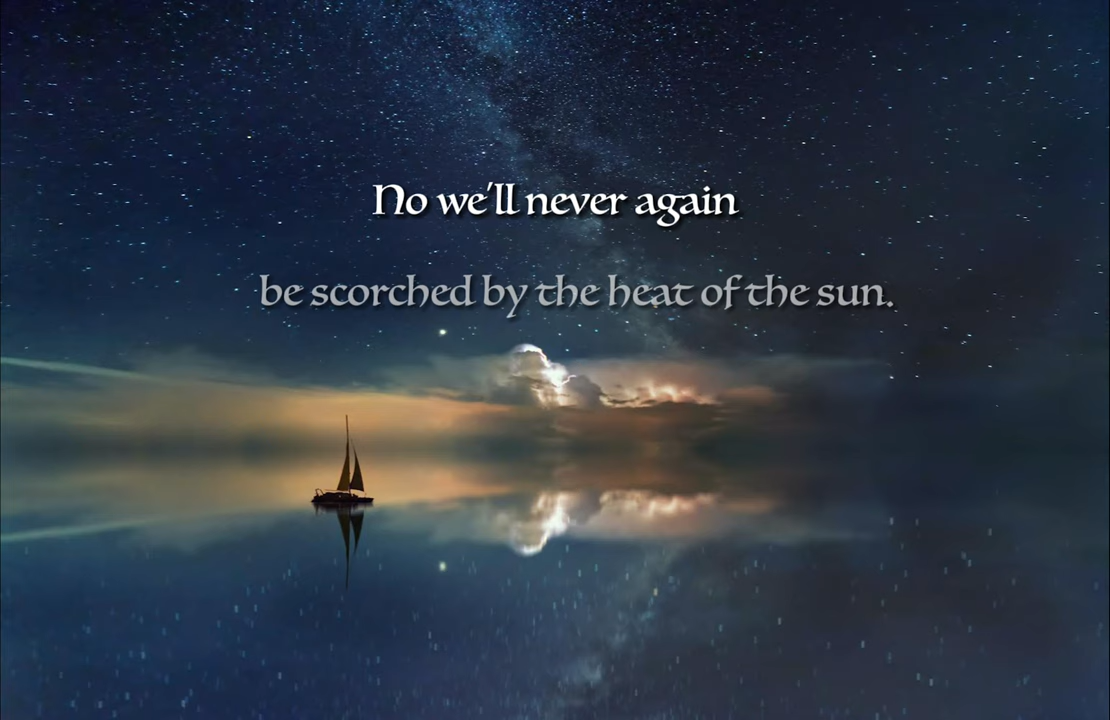 No we'll never again
be scorched by the heat of the sun.